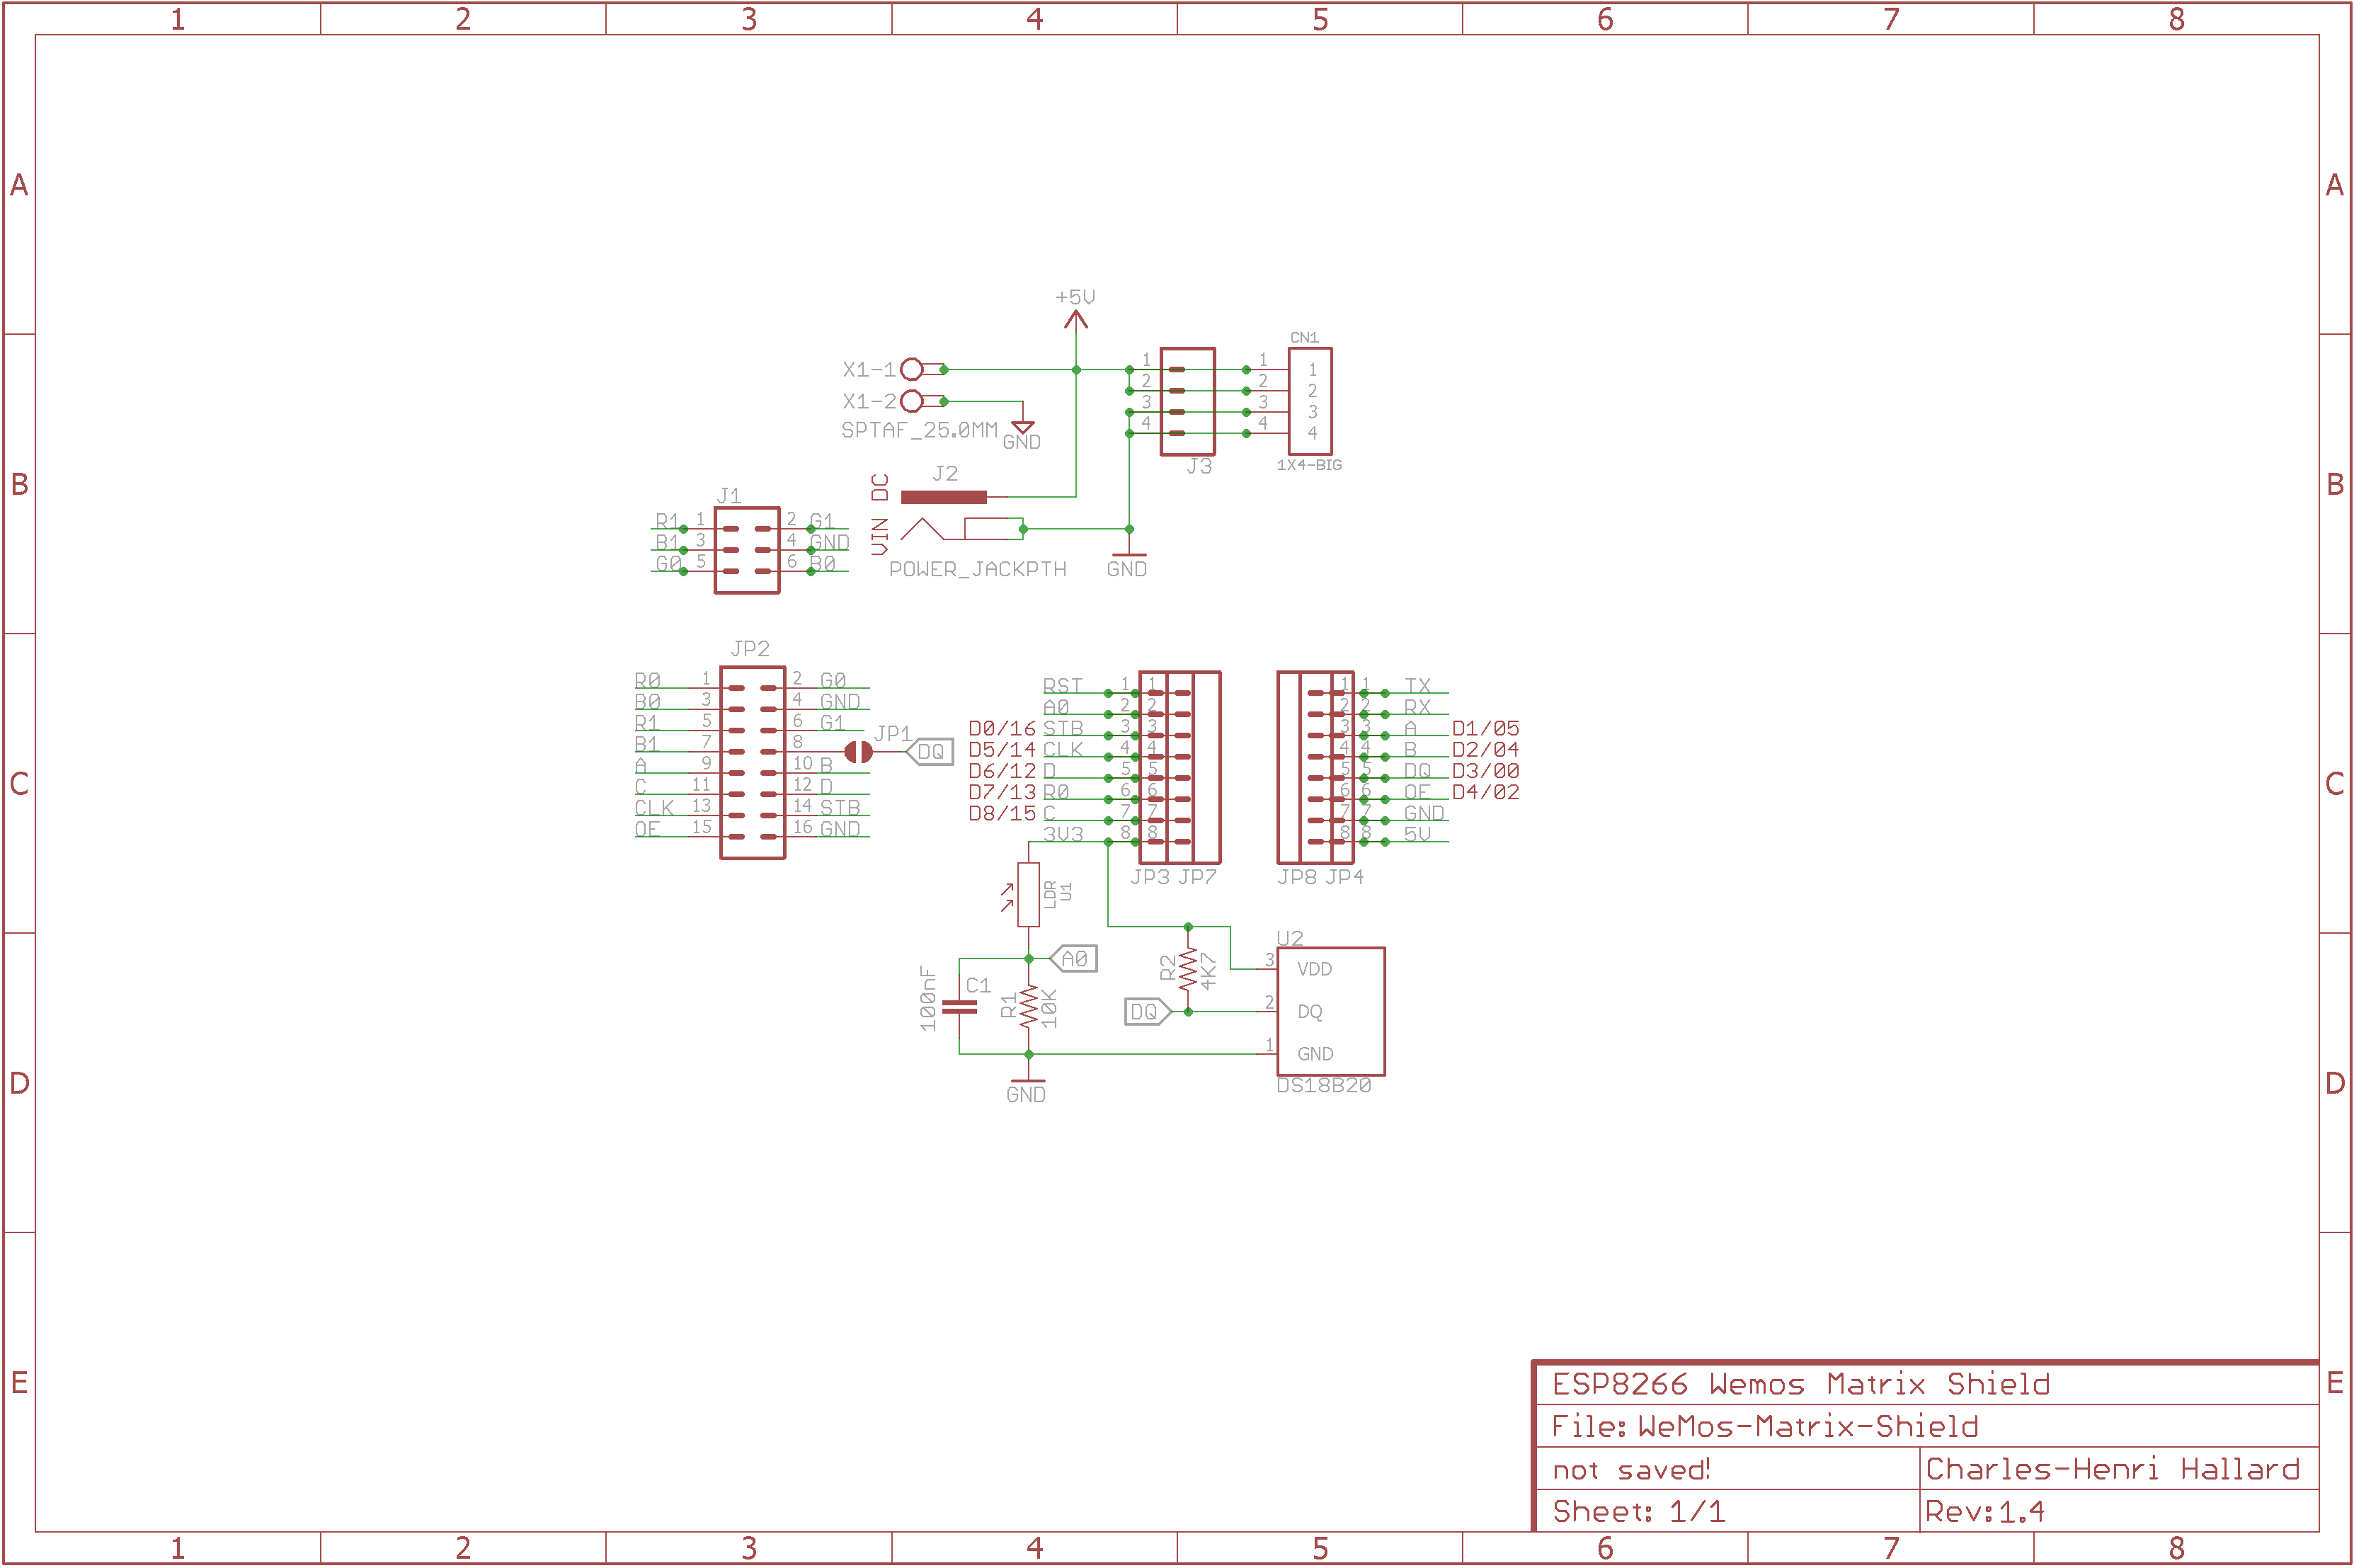 1 2 3 4 5 6 7 8
A A
+5V
CN1
X1-1
1 1 1
2 2 2
X1-2
3 3 3
4 4 4
SPTAF_25.0MM
GND
J3
1X4-BIG
B B
VIN DC
J2
J1
R1 1 2 G1
B1 3 4 GND
G0 5 6 B0
POWER_JACKPTH
GND
JP2
R0 1 2 G0
B0 3 4 GND
R1 5 6 G1
B1 7 8
JP1
DQ
A 9 10 B
C 11 12 D
CLK 13 14 STB
OE 15 16 GND
RST 1 1
A0 2 2
D0/16 STB 3 3
D5/14 CLK 4 4
D6/12 D 5 5
D7/13 R0 6 6
D8/15 C 7 7
3V3 8 8
JP3 JP7
1 1 TX
2 2 RX
3 3 A D1/05
4 4 B D2/04
5 5 DQ D3/00
6 6 OE D4/02
7 7 GND
8 8 5V
JP8 JP4
C C
LDR
U1
A0
100nF
C1
R1
10K
R2
4K7
DQ
U2
3 VDD
2 DQ
1 GND
DS18B20
GND
D D
E E
ESP8266 Wemos Matrix Shield
File: WeMos-Matrix-Shield
not saved! Charles-Henri Hallard
Sheet: 1/1 Rev:1.4
1 2 3 4 5 6 7 8